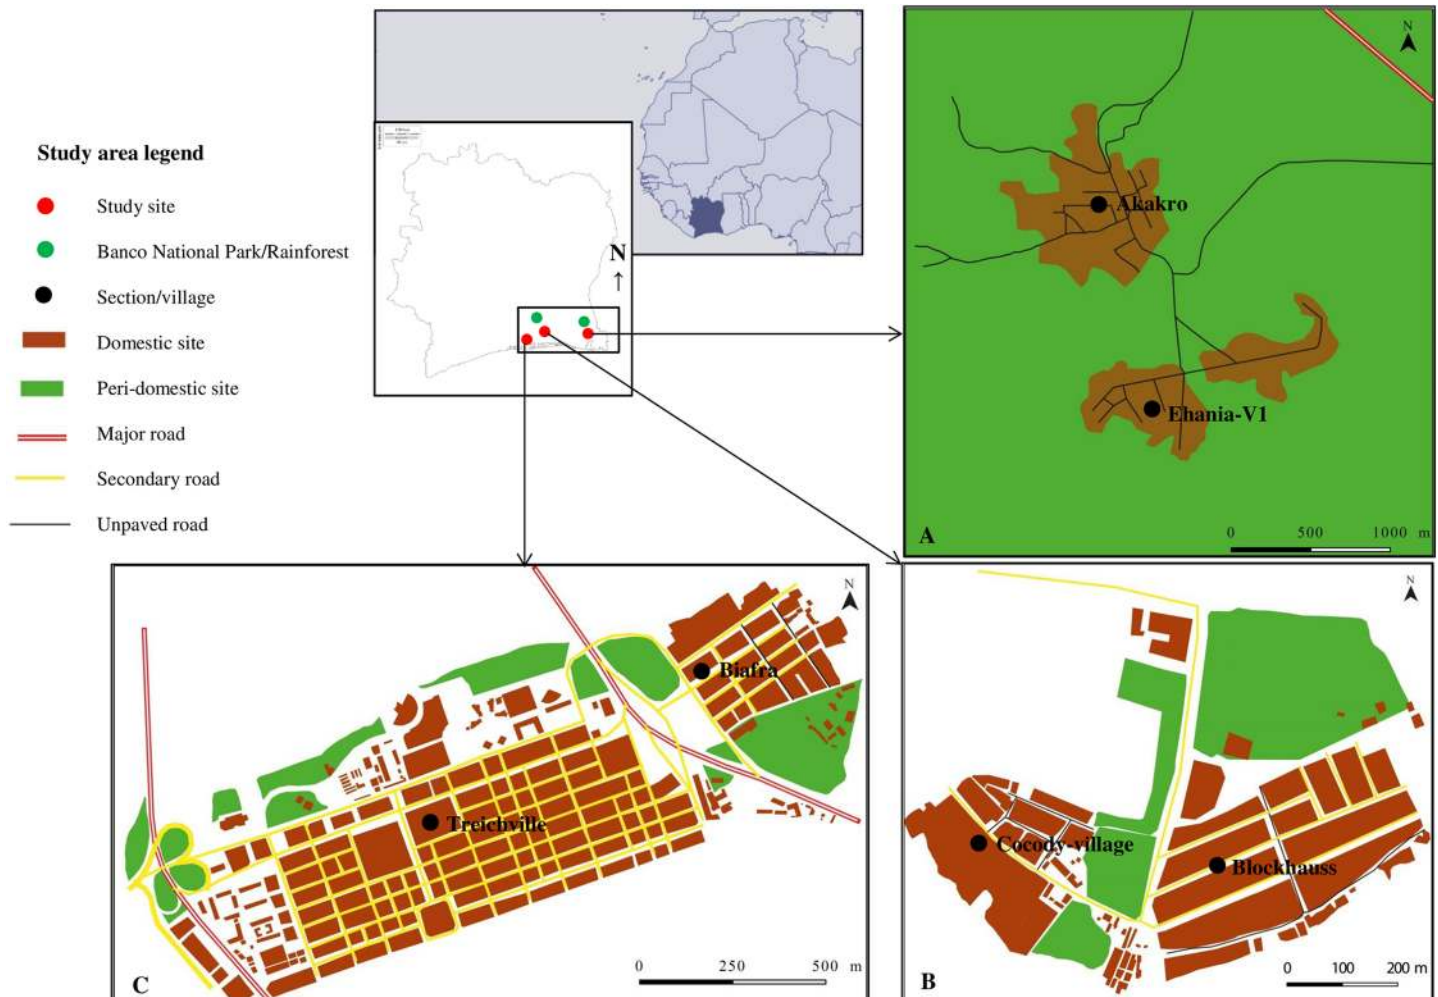 Study area legend
Study site
Banco National Park/Rainforest
Section/village
Domestic site
Peri-domestic site
Major road
Secondary road
Unpaved road
N
↑
N
Akakro
Ehania-V1
A
0 500 1000 m
N
Biafra
Treichville
C
0 250 500 m
N
Cocody-village
Blockhauss
B
0 100 200 m